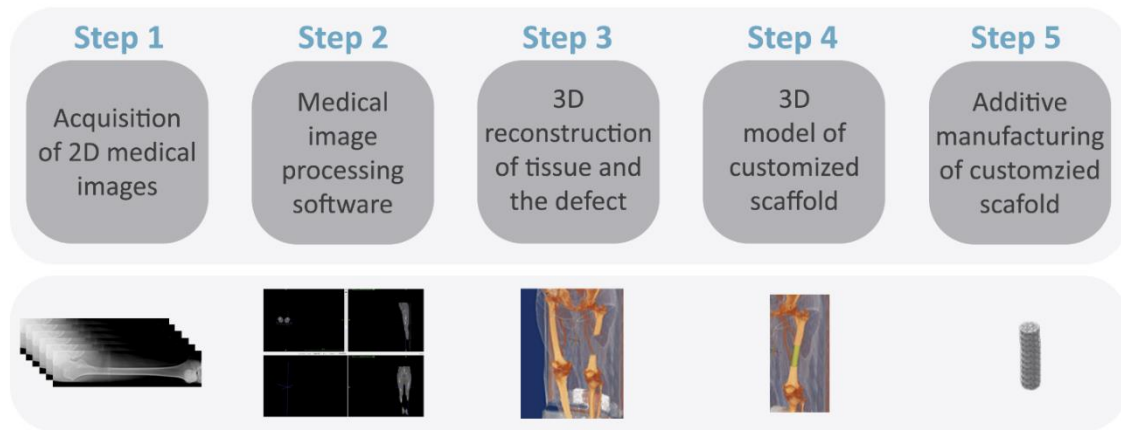 Step 1
Acquisition
of 2D medical
images
Step 2
Medical
image
processing
software
Step 3
3D
reconstruction
of tissue and
the defect
Step 4
3D
model of
customized
scaffold
Step 5
Additive
manufacturing
of customzied
scafold